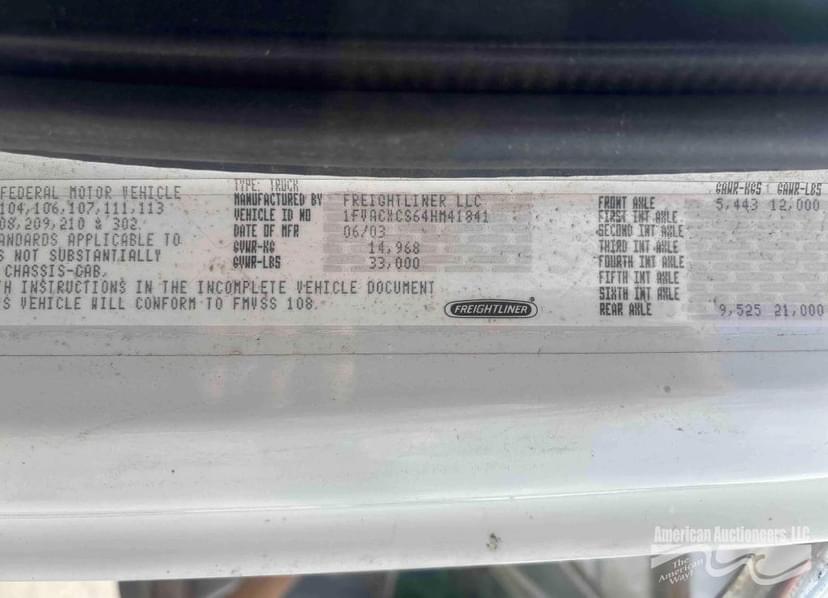 FEDERAL MOTOR VEHICLE
104,106,107,111,113
08,209,210 & 302.
ANDARDS APPLICABLE TO
S NOT SUBSTANTIALLY
CHASSIS-CAB.
TH INSTRUCTIONS IN THE INCOMPLETE VEHICLE DOCUMENT
S VEHICLE WILL CONFORM TO FMVSS 108.
TYPE: TRUCK
MANUFACTURED BY FREIGHTLINER LLC
VEHICLE ID NO 1FVACXCS64HM41841
DATE OF MFR 06/03
GVWR-KG 14,968
GVWR-LBS 33,000
FREIGHTLINER
GAWR-KGS GAWR-LBS
FRONT AXLE 5,443 12,000
FIRST INT AXLE
SECOND INT AXLE
THIRD INT AXLE
FOURTH INT AXLE
FIFTH INT AXLE
SIXTH INT AXLE
REAR AXLE 9,525 21,000
American Auctioneers, LLC
The
American
Way!